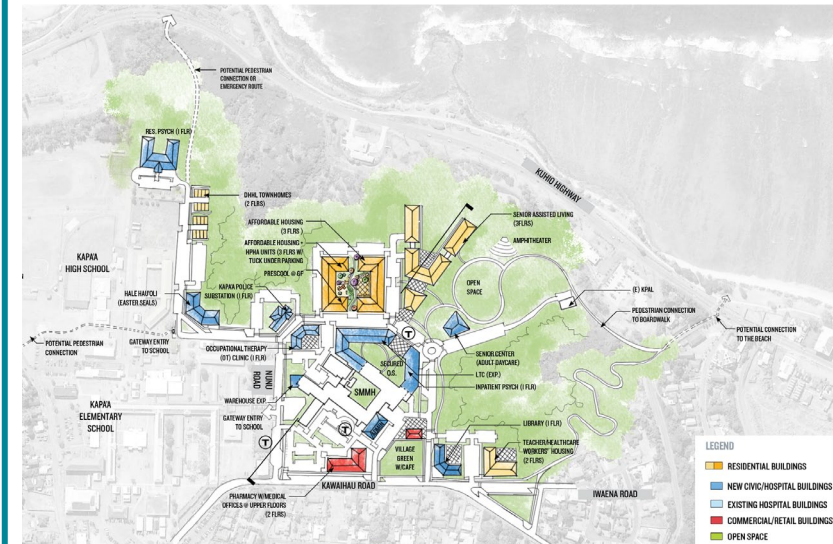 POTENTIAL PEDESTRIAN
CONNECTION OR
EMERGENCY ROUTE
RES. PSYCH (1 FLR)
KUHIO HIGHWAY
DHHL TOWNHOMES
(2 FLRS)
AFFORDABLE HOUSING
(3 FLRS)
AFFORDABLE HOUSING +
HPHA UNITS (3 FLRS W/
TUCK UNDER PARKING
PRESCOOL @ GF
SENIOR ASSISTED LIVING
(3FLRS)
AMPHITHEATER
OPEN
SPACE
KAPA'A
HIGH SCHOOL
HALE HAUFOLI
(EASTER SEALS)
KAPA'A POLICE
SUBSTATION (1 FLR)
(E) KPAL
PEDESTRIAN CONNECTION
TO BOARDWALK
POTENTIAL CONNECTION
TO THE BEACH
POTENTIAL PEDESTRIAN
CONNECTION
GATEWAY ENTRY
TO SCHOOL
OCCUPATIONAL THERAPY
(OT) CLINIC (1 FLR)
NUNU
ROAD
T
SECURED
O.S.
SENIOR CENTER
(ADULT DAYCARE)
LTC (EXP.)
INPATIENT PSYCH (1 FLR)
SMMH
WAREHOUSE EXP.
GATEWAY ENTRY
TO SCHOOL
KAPA'A
ELEMENTARY
SCHOOL
T
T
LIBRARY (1 FLR)
TEACHER/HEALTHCARE
WORKERS' HOUSING
(2 FLRS)
VILLAGE
GREEN
W/CAFE
KAWAIHAU ROAD
IWAENA ROAD
PHARMACY W/MEDICAL
OFFICES @ UPPER FLOORS
(2 FLRS)
LEGEND
RESIDENTIAL BUILDINGS
NEW CIVIC/HOSPITAL BUILDINGS
EXISTING HOSPITAL BUILDINGS
COMMERCIAL/RETAIL BUILDINGS
OPEN SPACE